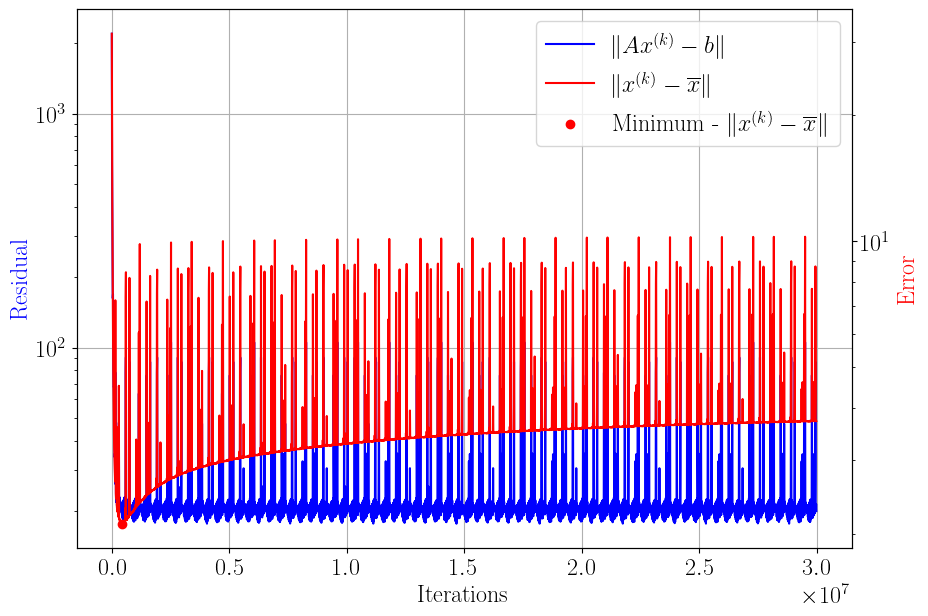 ‖Ax^{(k)} − b‖
‖x^{(k)} − x̅‖
Minimum - ‖x^{(k)} − x̅‖
10^3
10^2
10^1
Residual
Error
0.0 0.5 1.0 1.5 2.0 2.5 3.0
Iterations
×10^7